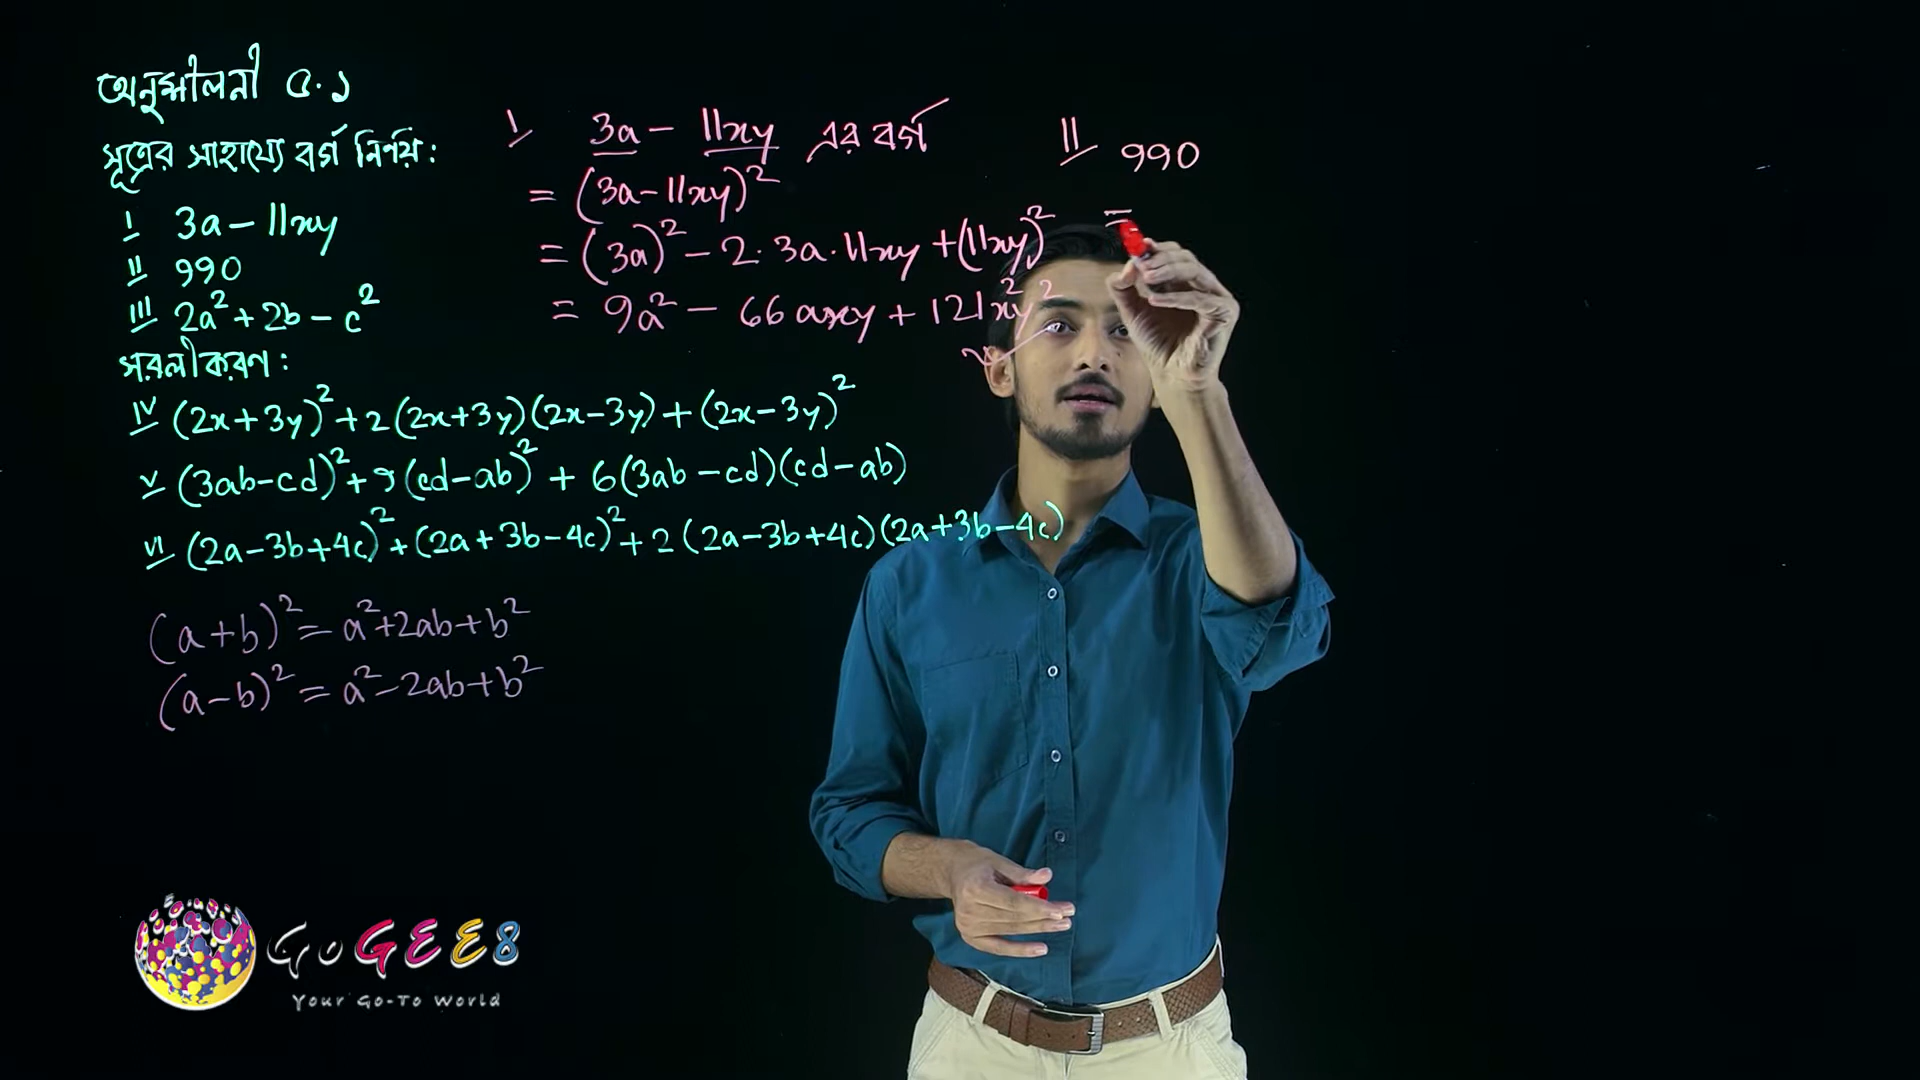 অনুশীলনী ৫.১
সূত্রের সাহায্যে বর্গ নির্ণয় :
I 3a - 11xy
II 990
III 2a² + 2b - c²
সরলীকরণ :
IV (2x+3y)² + 2(2x+3y)(2x-3y) + (2x-3y)²
V (3ab-cd)² + 9(cd-ab)² + 6(3ab-cd)(cd-ab)
VI (2a-3b+4c)² + (2a+3b-4c)² + 2(2a-3b+4c)(2a+3b-4c)
(a+b)² = a²+2ab+b²
(a-b)² = a²-2ab+b²
I 3a - 11xy এর বর্গ
= (3a-11xy)²
= (3a)² - 2.3a.11xy + (11xy)²
= 9a² - 66axy + 121x²y²
II 990
=
GoGEE8
Your Go-To World